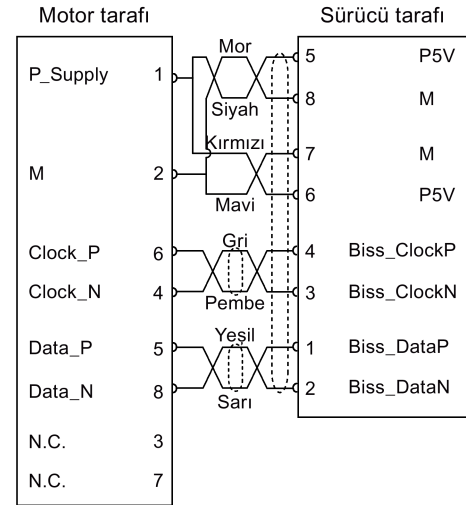 Motor tarafı Sürücü tarafı
P_Supply 1 Mor 5 P5V
Siyah 8 M
Kırmızı 7 M
M 2 Mavi 6 P5V
Clock_P 6 Gri 4 Biss_ClockP
Clock_N 4 Pembe 3 Biss_ClockN
Data_P 5 Yeşil 1 Biss_DataP
Data_N 8 Sarı 2 Biss_DataN
N.C. 3
N.C. 7